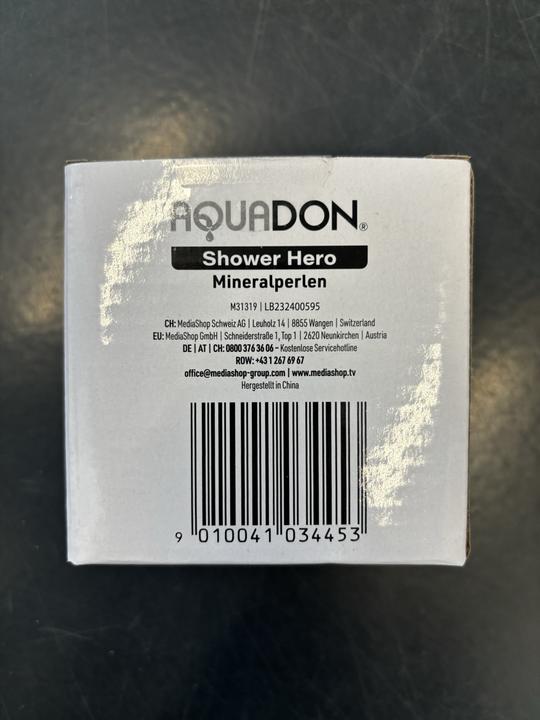 AQUADON®
Shower Hero
Mineralperlen
M31319 | LB232400595
CH: MediaShop Schweiz AG | Leuholz 14 | 8855 Wangen | Switzerland
EU: MediaShop GmbH | Schneiderstraße 1, Top 1 | 2620 Neunkirchen | Austria
DE | AT | CH: 0800 376 36 06 – Kostenlose Servicehotline
ROW: +43 1 267 69 67
office@mediashop-group.com | www.mediashop.tv
Hergestellt in China
9 010041 034453